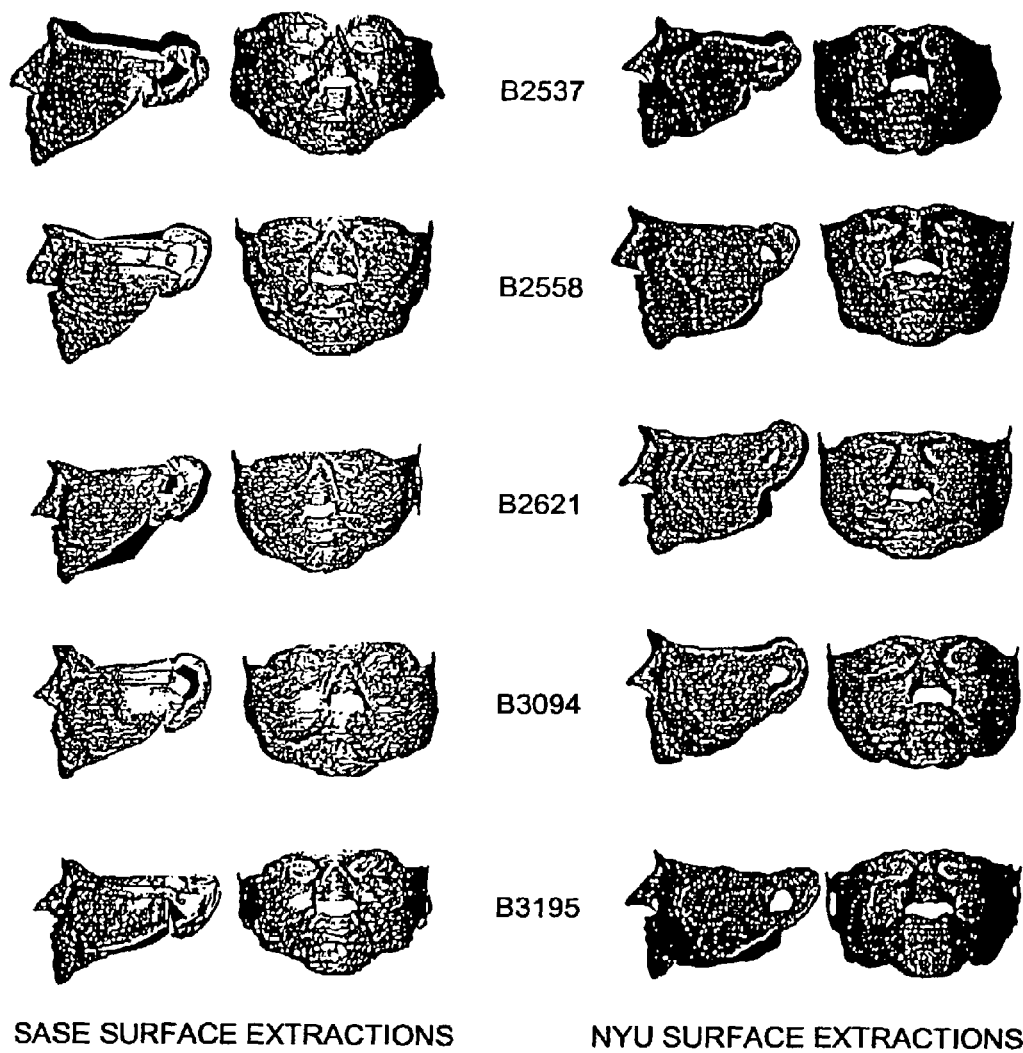 B2537
B2558
B2621
B3094
B3195
SASE SURFACE EXTRACTIONS
NYU SURFACE EXTRACTIONS